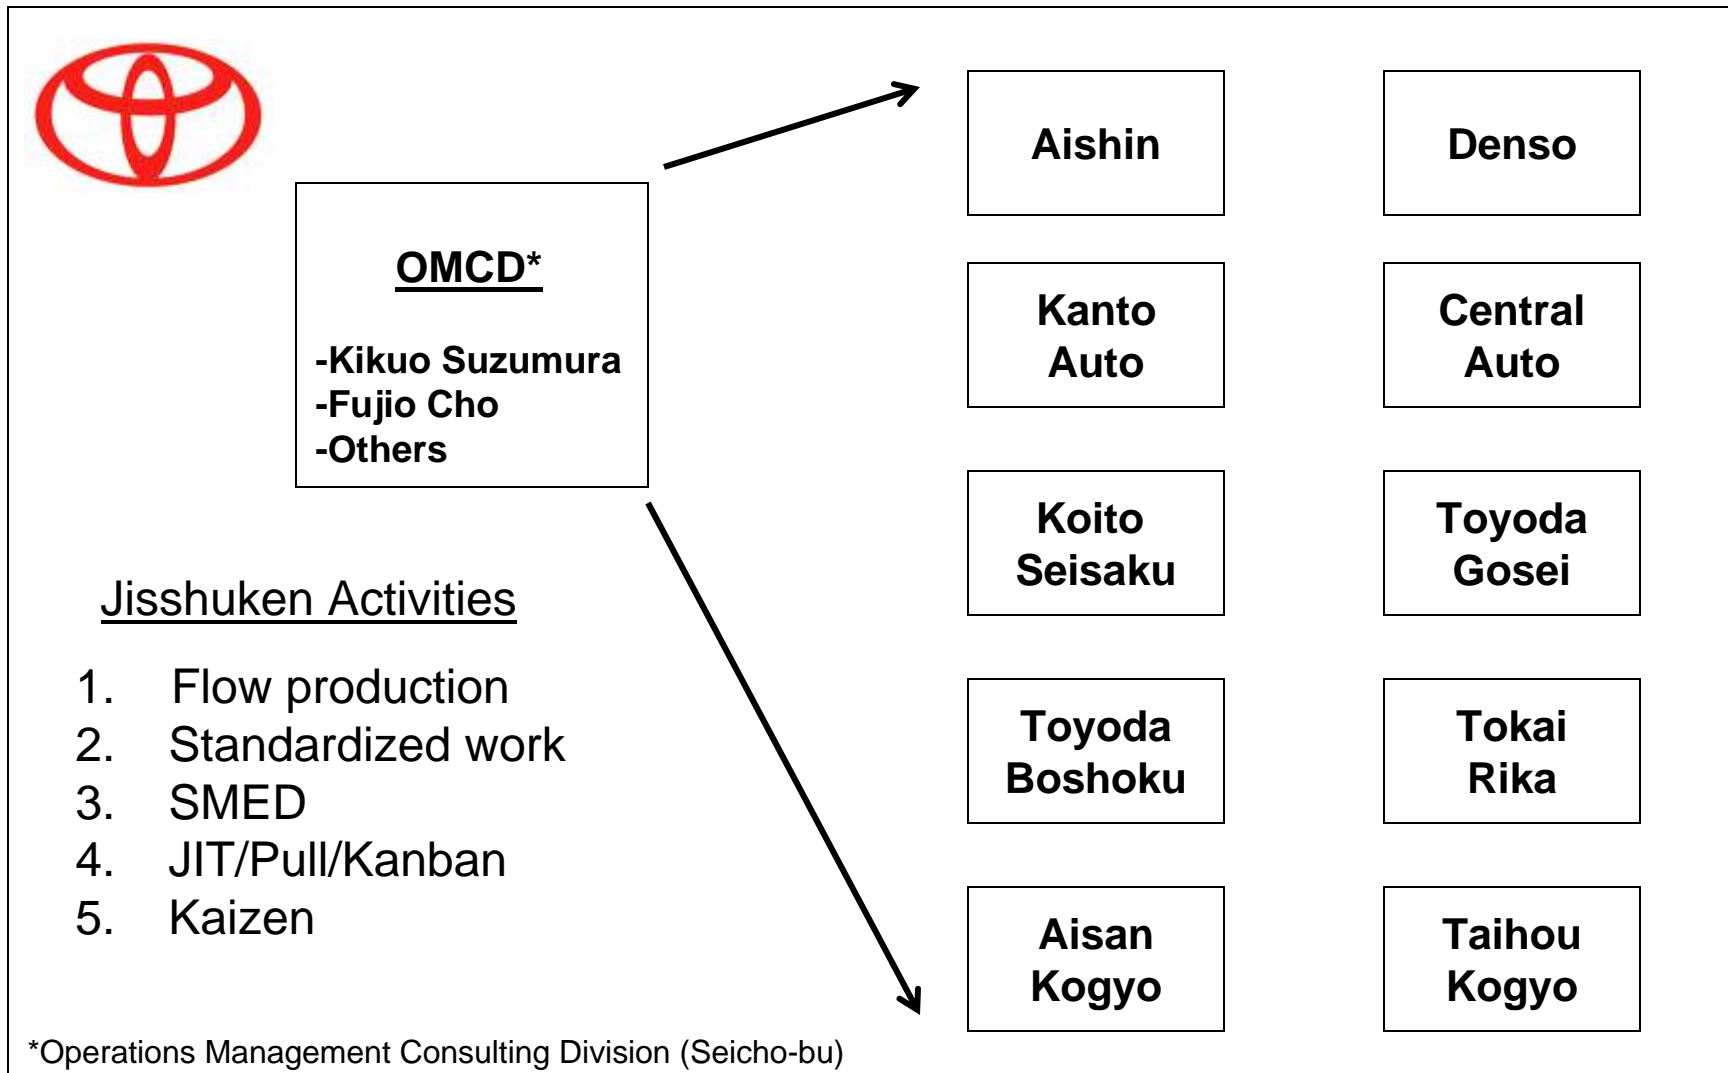 OMCD*
-Kikuo Suzumura
-Fujio Cho
-Others
Jisshuken Activities
1. Flow production
2. Standardized work
3. SMED
4. JIT/Pull/Kanban
5. Kaizen
Aishin
Denso
Kanto
Auto
Central
Auto
Koito
Seisaku
Toyoda
Gosei
Toyoda
Boshoku
Tokai
Rika
Aisan
Kogyo
Taihou
Kogyo
*Operations Management Consulting Division (Seicho-bu)